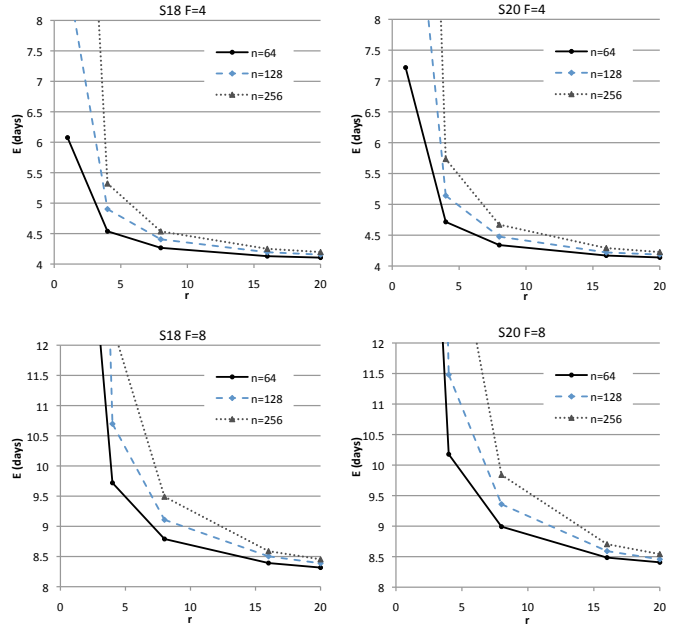 S18 F=4
8
7.5
7
6.5
6
5.5
5
4.5
4
E (days)
n=64
n=128
n=256
0 5 10 15 20
r
S20 F=4
8
7.5
7
6.5
6
5.5
5
4.5
4
E (days)
n=64
n=128
n=256
0 5 10 15 20
r
S18 F=8
12
11.5
11
10.5
10
9.5
9
8.5
8
E (days)
n=64
n=128
n=256
0 5 10 15 20
r
S20 F=8
12
11.5
11
10.5
10
9.5
9
8.5
8
E (days)
n=64
n=128
n=256
0 5 10 15 20
r